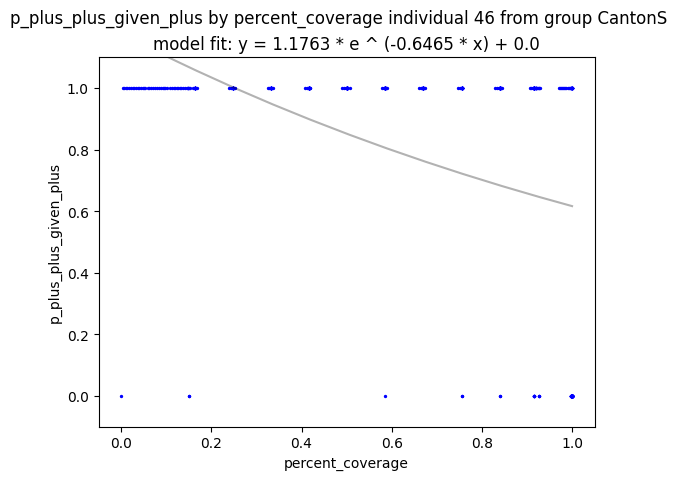 p_plus_plus_given_plus by percent_coverage individual 46 from group CantonS
model fit: y = 1.1763 * e ^ (-0.6465 * x) + 0.0
1.0
0.8
0.6
0.4
0.2
0.0
p_plus_plus_given_plus
0.0 0.2 0.4 0.6 0.8 1.0
percent_coverage